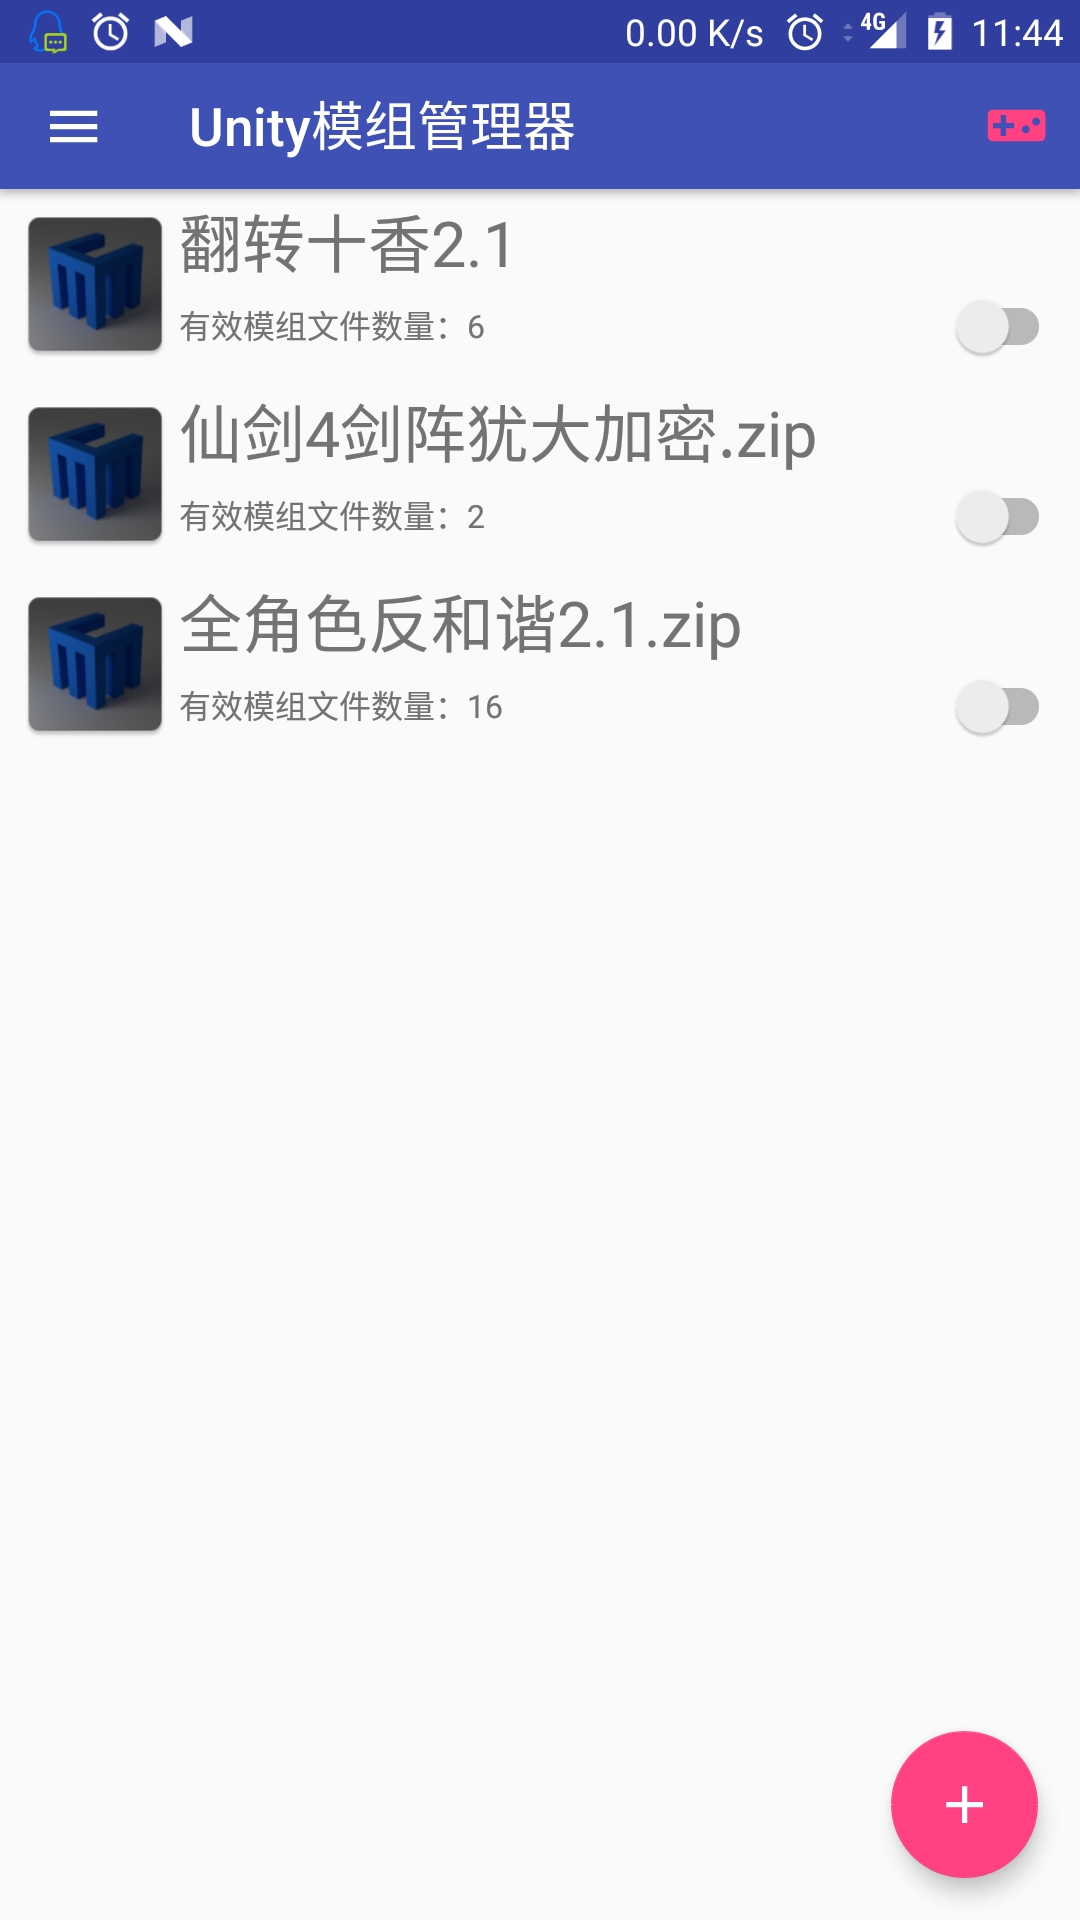 0.00 K/s 4G 11:44
Unity模组管理器
翻转十香2.1
有效模组文件数量：6
仙剑4剑阵犹大加密.zip
有效模组文件数量：2
全角色反和谐2.1.zip
有效模组文件数量：16